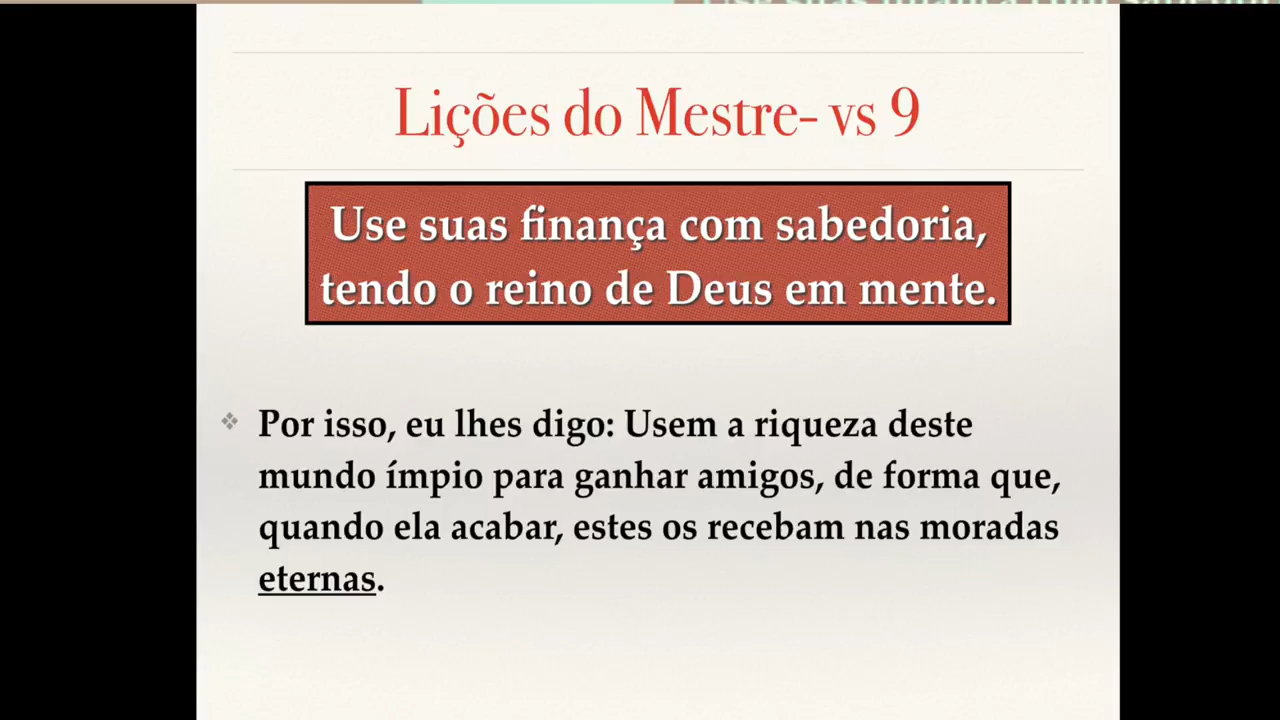 Lições do Mestre- vs 9
Use suas finança com sabedoria,
tendo o reino de Deus em mente.
Por isso, eu lhes digo: Usem a riqueza deste
mundo ímpio para ganhar amigos, de forma que,
quando ela acabar, estes os recebam nas moradas
eternas.